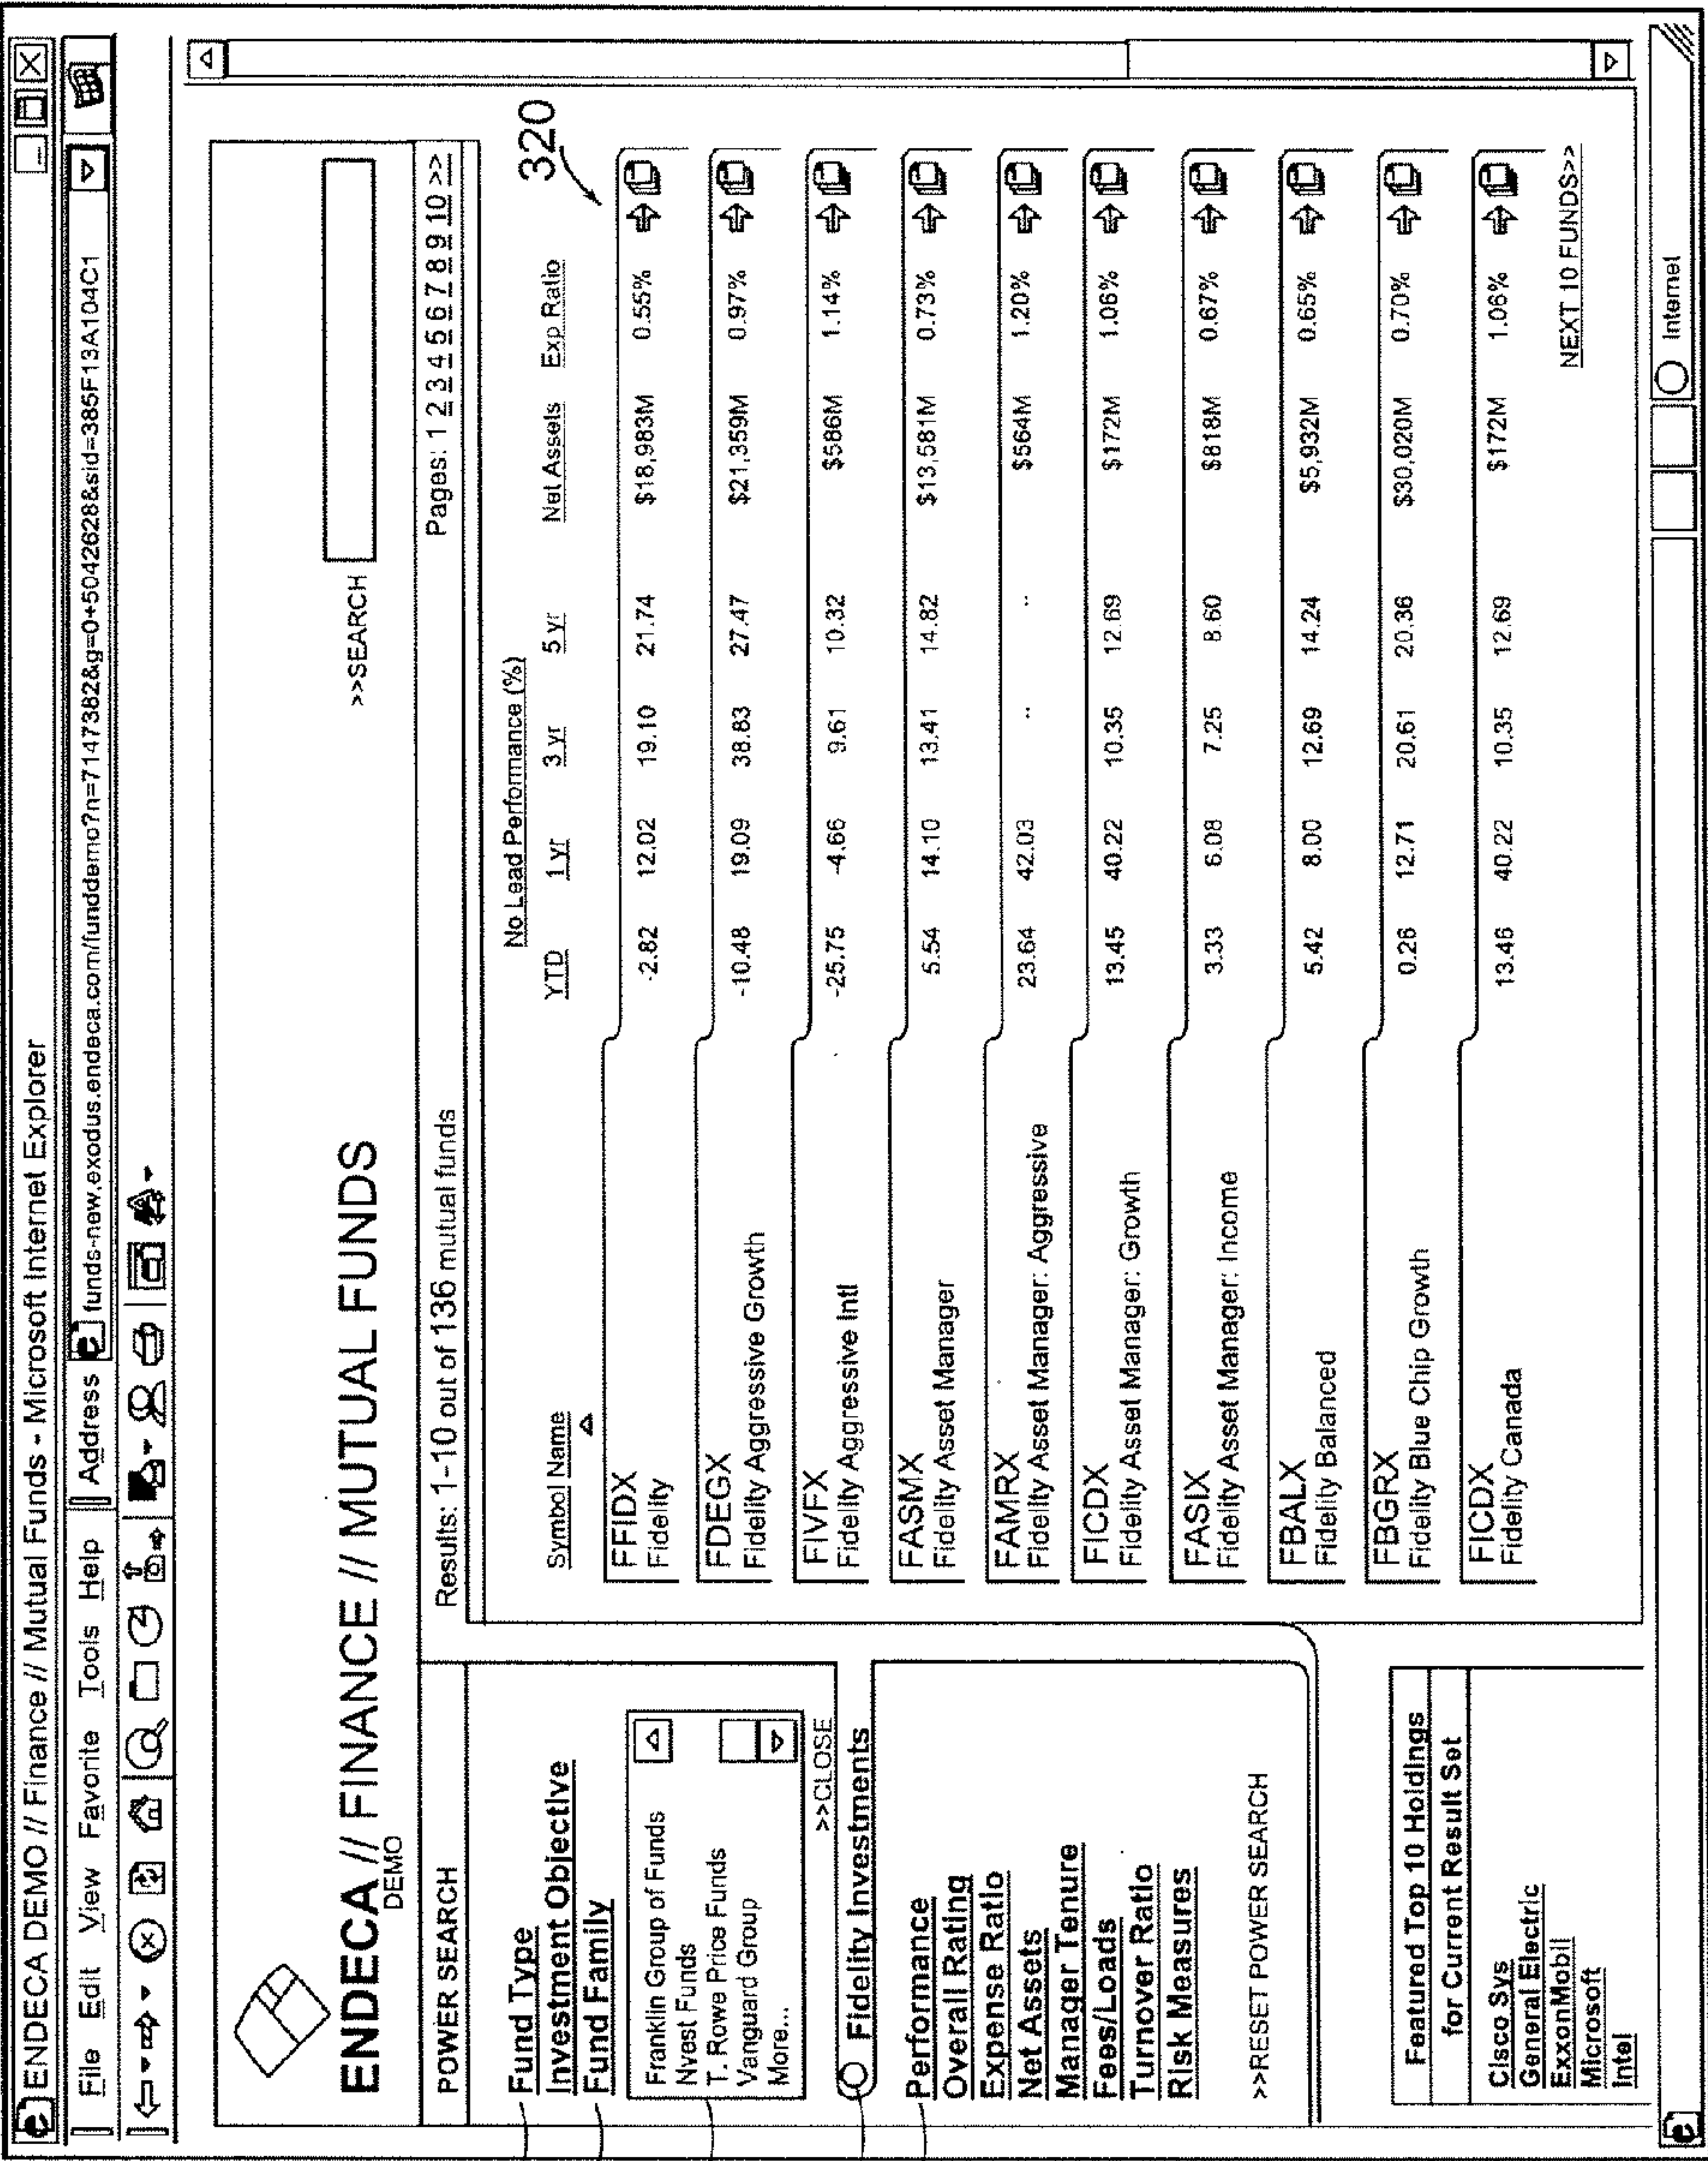 ENDECA DEMO // Finance // Mutual Funds - Microsoft Internet Explorer
File Edit View Favorite Tools Help Address funds-new.exodus.endeca.com/funddemo?n=7147382&g=0+5042628&sid=385F13A104C1
ENDECA // FINANCE // MUTUAL FUNDS
DEMO
>>SEARCH
POWER SEARCH
Fund Type
Investment Objective
Fund Family
Franklin Group of Funds
Nvest Funds
T. Rowe Price Funds
Vanguard Group
More...
>>CLOSE
Fidelity Investments
Performance
Overall Rating
Expense Ratio
Net Assets
Manager Tenure
Fees/Loads
Turnover Ratio
Risk Measures
>>RESET POWER SEARCH
Featured Top 10 Holdings
for Current Result Set
Cisco Sys
General Electric
ExxonMobil
Microsoft
Intel
Results: 1-10 out of 136 mutual funds Pages: 1 2 3 4 5 6 7 8 9 10 >>
320
No Load Performance (%)
Symbol Name YTD 1 yr 3 yr 5 yr Net Assets Exp Ratio
FFIDX
Fidelity -2.82 12.02 19.10 21.74 $18,983M 0.55%
FDEGX
Fidelity Aggressive Growth -10.48 19.09 38.83 27.47 $21,359M 0.97%
FIVFX
Fidelity Aggressive Intl -25.75 -4.66 9.61 10.32 $586M 1.14%
FASMX
Fidelity Asset Manager 5.54 14.10 13.41 14.82 $13,581M 0.73%
FAMRX
Fidelity Asset Manager: Aggressive 23.64 42.03 -- -- $564M 1.20%
FICDX
Fidelity Asset Manager: Growth 13.45 40.22 10.35 12.69 $172M 1.06%
FASIX
Fidelity Asset Manager: Income 3.33 6.08 7.25 8.60 $818M 0.67%
FBALX
Fidelity Balanced 5.42 8.00 12.69 14.24 $5,932M 0.65%
FBGRX
Fidelity Blue Chip Growth 0.26 12.71 20.61 20.36 $30,020M 0.70%
FICDX
Fidelity Canada 13.46 40.22 10.35 12.69 $172M 1.06%
NEXT 10 FUNDS>>
Internet